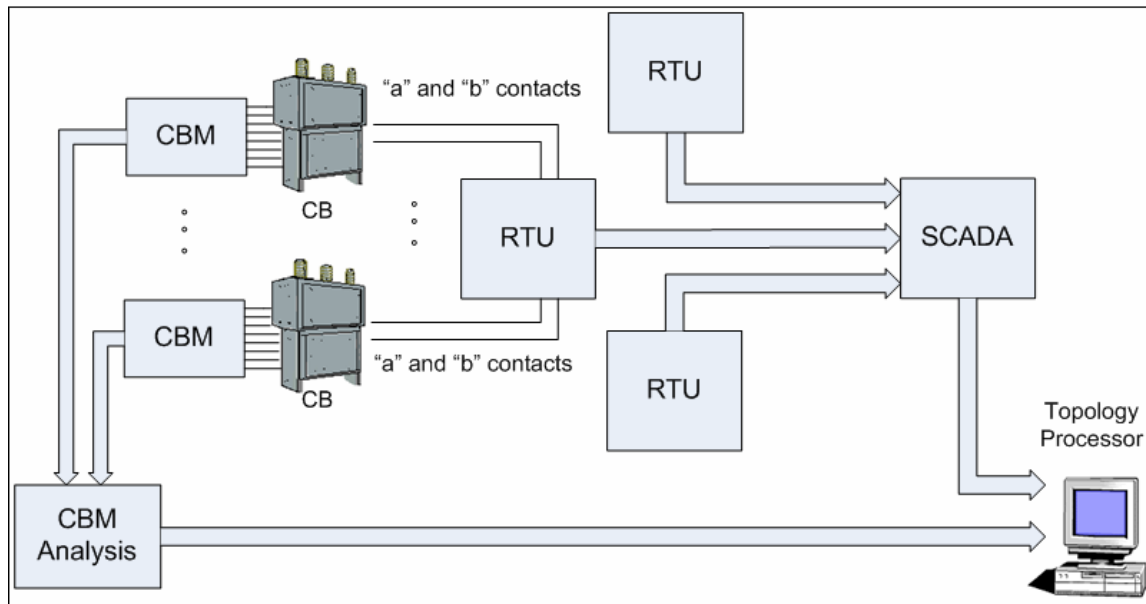 RTU
“a” and “b” contacts
CBM
CB
RTU
SCADA
CBM
“a” and “b” contacts
CB
RTU
Topology
Processor
CBM
Analysis